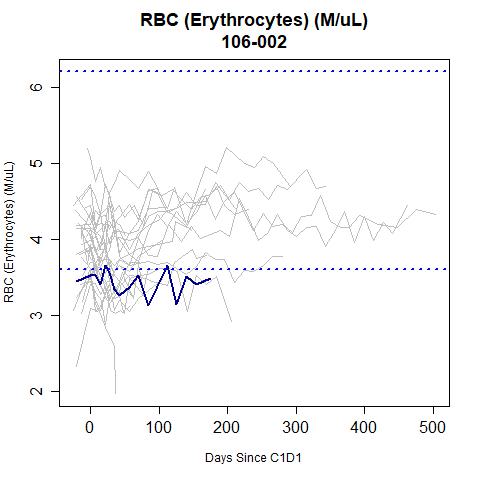 RBC (Erythrocytes) (M/uL)
106-002
RBC (Erythrocytes) (M/uL)
6
5
4
3
2
0 100 200 300 400 500
Days Since C1D1